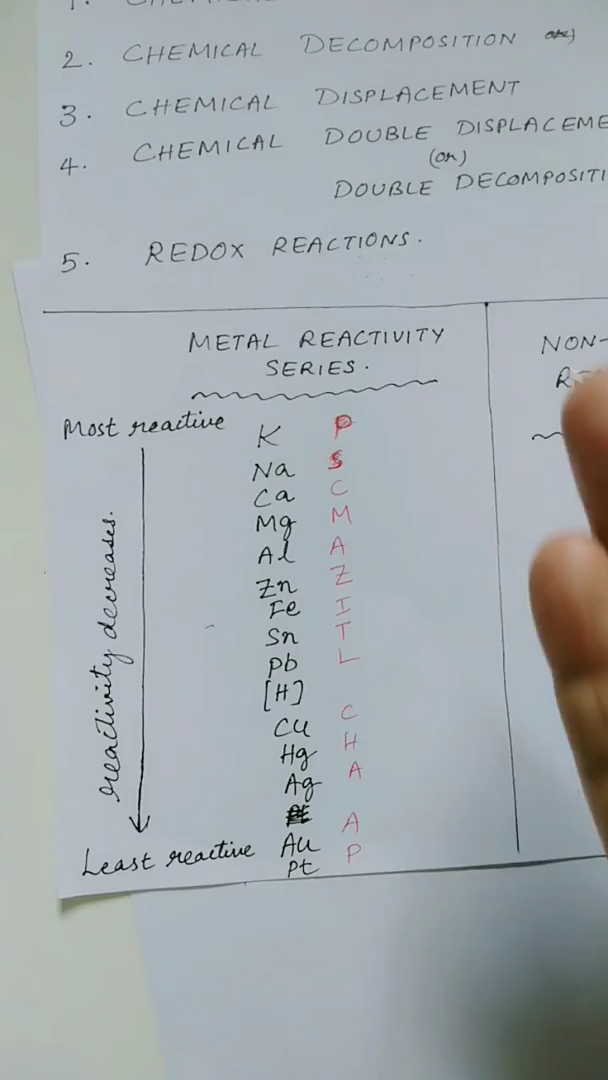 1. CHEMICAL
2. CHEMICAL DECOMPOSITION
3. CHEMICAL DISPLACEMENT
4. CHEMICAL DOUBLE DISPLACEME
(or)
DOUBLE DECOMPOSITI
5. REDOX REACTIONS.
METAL REACTIVITY
SERIES.
Most reactive
reactivity decreases.
K P
Na S
Ca C
Mg M
Al A
Zn Z
Fe I
Sn T
Pb L
[H]
Cu C
Hg H
Ag A
Au A
Pt P
Least reactive
NON-